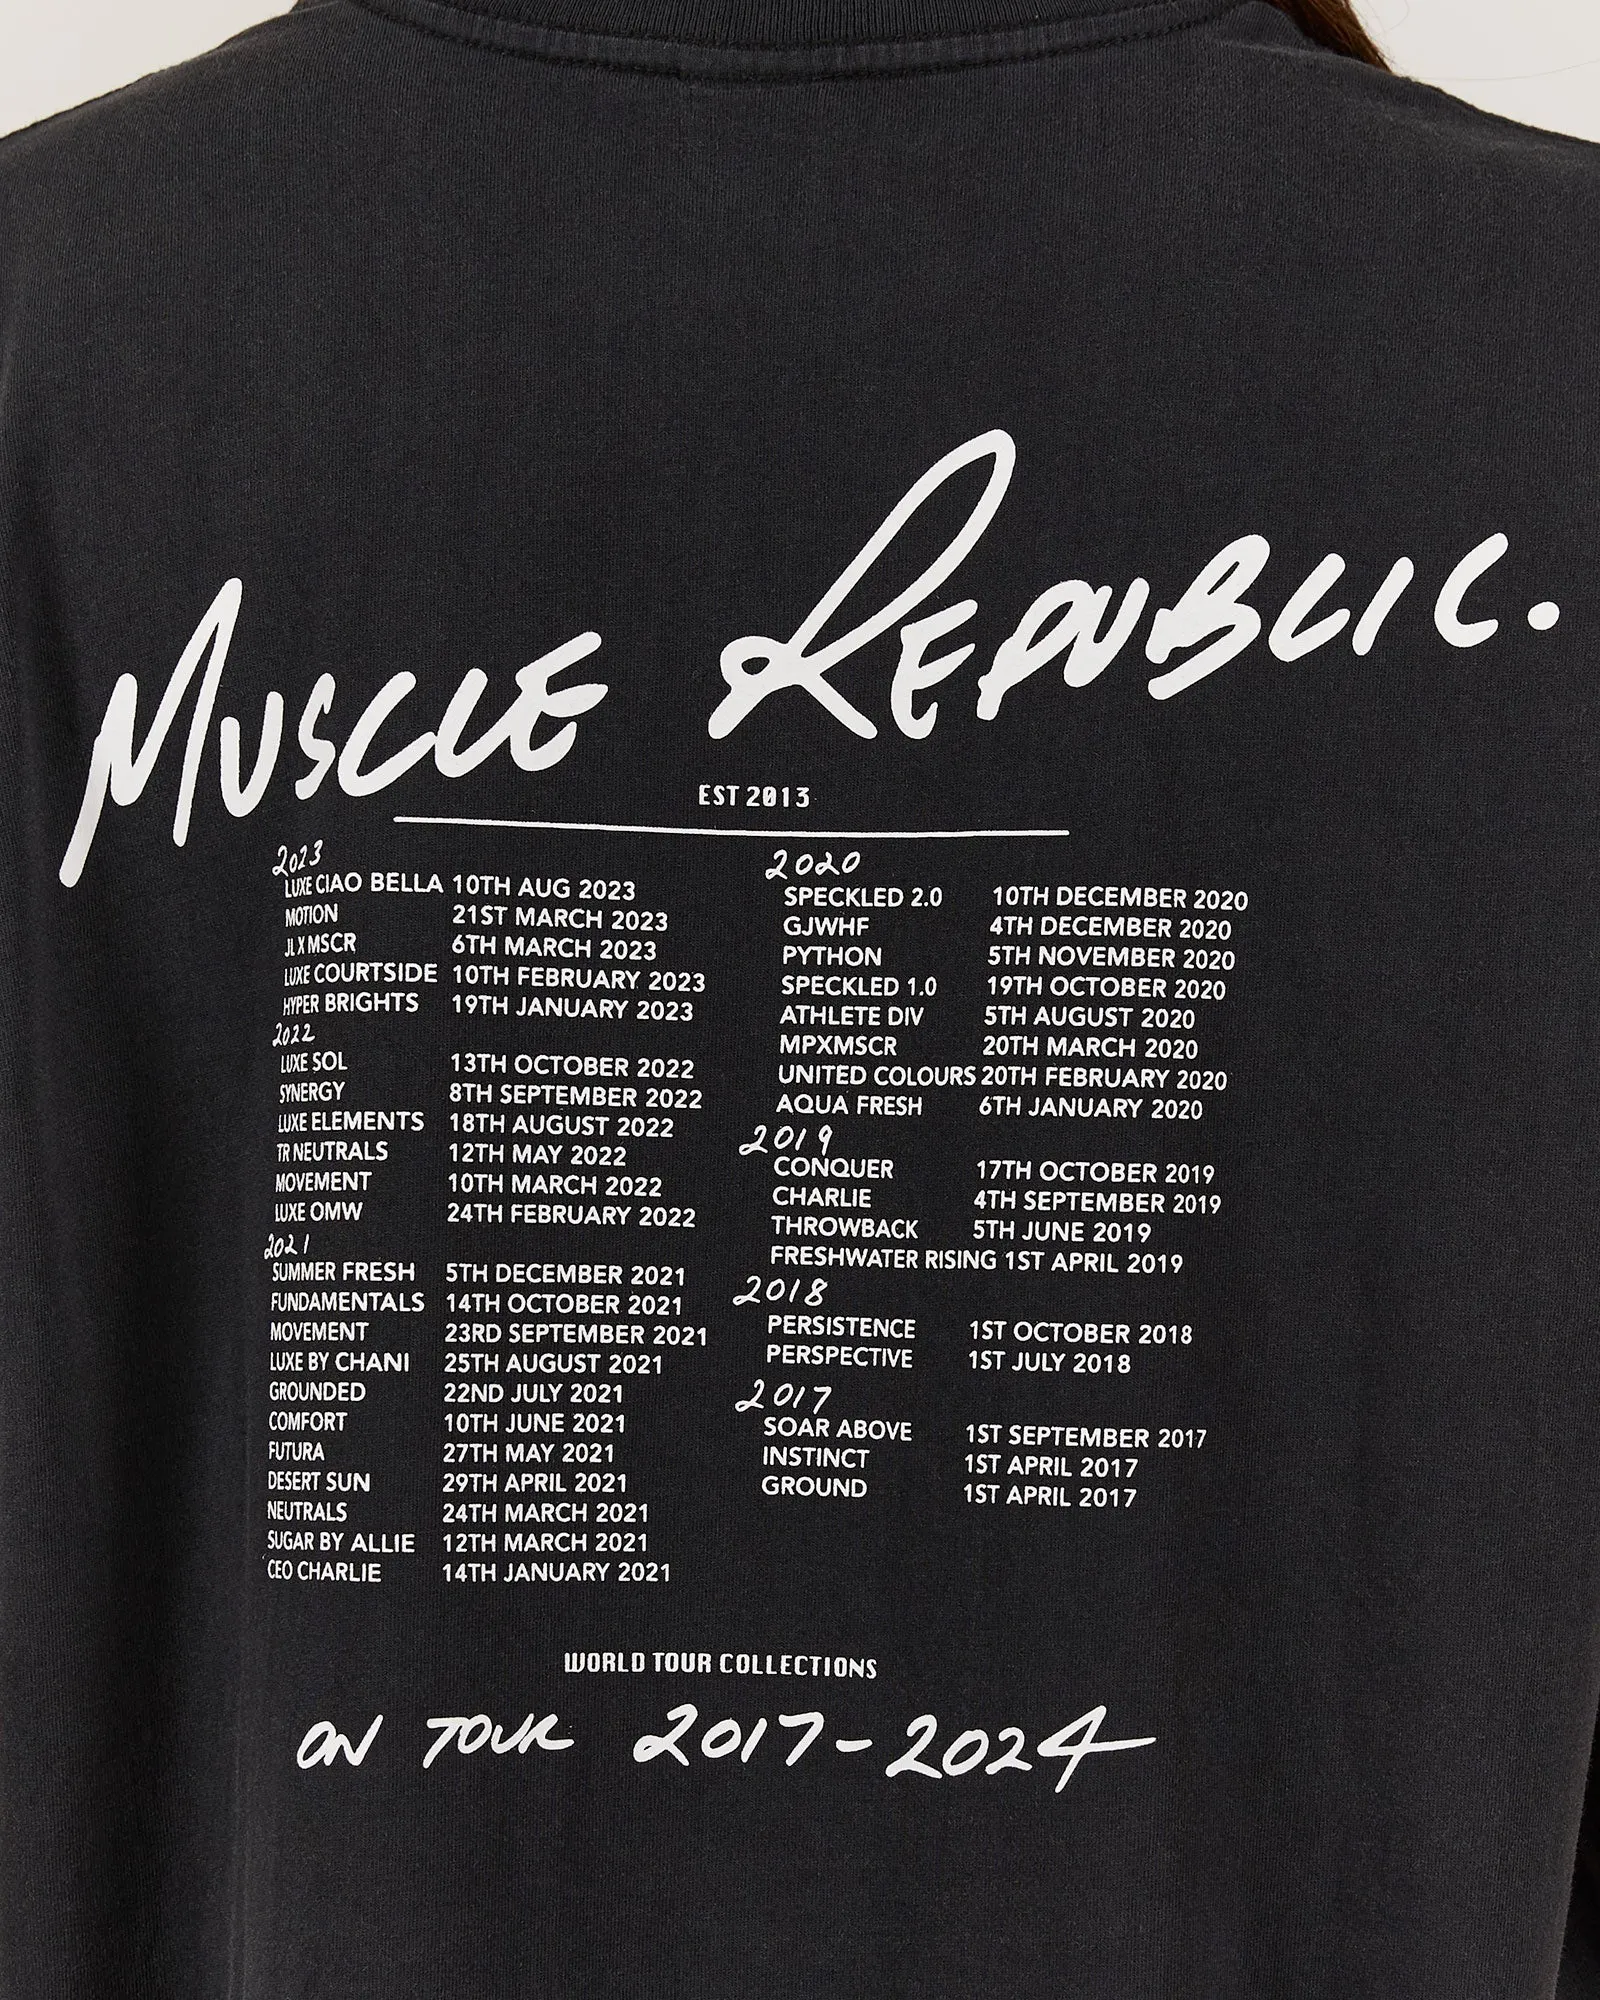 MUSCLE REPUBLIC.
EST 2013
2023
LUXE CIAO BELLA 10TH AUG 2023
MOTION 21ST MARCH 2023
JL X MSCR 6TH MARCH 2023
LUXE COURTSIDE 10TH FEBRUARY 2023
HYPER BRIGHTS 19TH JANUARY 2023
2022
LUXE SOL 13TH OCTOBER 2022
SYNERGY 8TH SEPTEMBER 2022
LUXE ELEMENTS 18TH AUGUST 2022
TR NEUTRALS 12TH MAY 2022
MOVEMENT 10TH MARCH 2022
LUXE OMW 24TH FEBRUARY 2022
2021
SUMMER FRESH 5TH DECEMBER 2021
FUNDAMENTALS 14TH OCTOBER 2021
MOVEMENT 23RD SEPTEMBER 2021
LUXE BY CHANI 25TH AUGUST 2021
GROUNDED 22ND JULY 2021
COMFORT 10TH JUNE 2021
FUTURA 27TH MAY 2021
DESERT SUN 29TH APRIL 2021
NEUTRALS 24TH MARCH 2021
SUGAR BY ALLIE 12TH MARCH 2021
CEO CHARLIE 14TH JANUARY 2021
2020
SPECKLED 2.0 10TH DECEMBER 2020
GJWHF 4TH DECEMBER 2020
PYTHON 5TH NOVEMBER 2020
SPECKLED 1.0 19TH OCTOBER 2020
ATHLETE DIV 5TH AUGUST 2020
MPXMSCR 20TH MARCH 2020
UNITED COLOURS 20TH FEBRUARY 2020
AQUA FRESH 6TH JANUARY 2020
2019
CONQUER 17TH OCTOBER 2019
CHARLIE 4TH SEPTEMBER 2019
THROWBACK 5TH JUNE 2019
FRESHWATER RISING 1ST APRIL 2019
2018
PERSISTENCE 1ST OCTOBER 2018
PERSPECTIVE 1ST JULY 2018
2017
SOAR ABOVE 1ST SEPTEMBER 2017
INSTINCT 1ST APRIL 2017
GROUND 1ST APRIL 2017
WORLD TOUR COLLECTIONS
ON TOUR 2017-2024